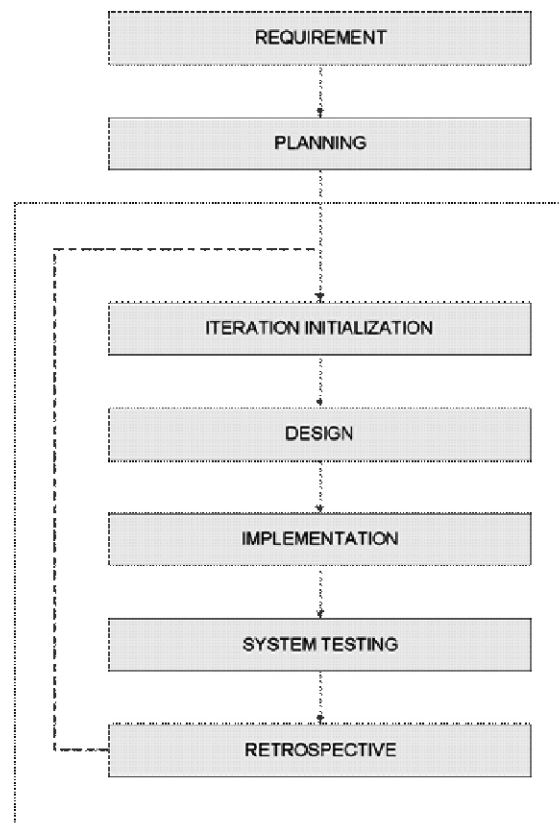 REQUIREMENT
PLANNING
ITERATION INITIALIZATION
DESIGN
IMPLEMENTATION
SYSTEM TESTING
RETROSPECTIVE